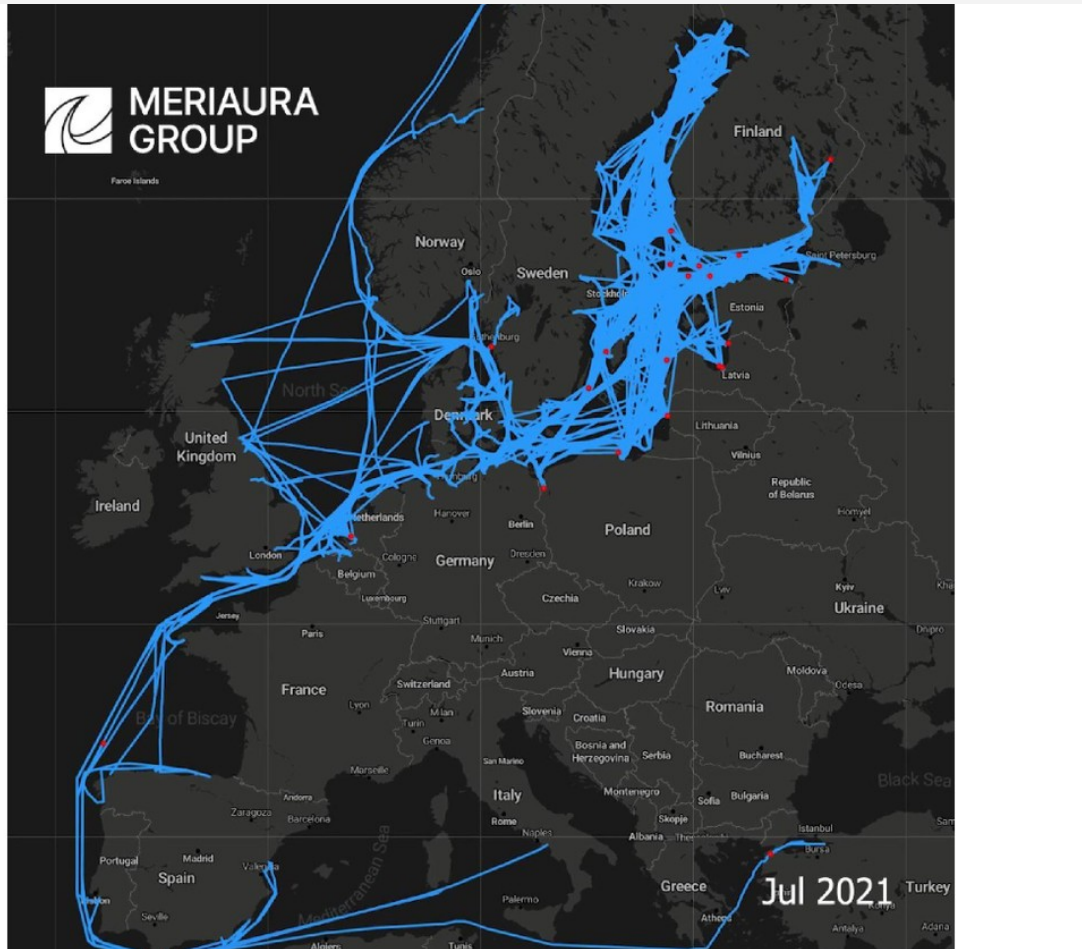 MERIAURA
GROUP
Faroe Islands
Finland
Norway
Oslo
Sweden
Saint Petersburg
Stockholm
Estonia
Latvia
North Sea
Denmark
Lithuania
United
Kingdom
Vilnius
Republic
of Belarus
Ireland
Homyel
Hanover
Berlin
Poland
London
Cologne
Germany
Dresden
Belgium
Luxembourg
Krakow
Lviv
Kyiv
Czechia
Ukraine
Jersey
Paris
Stuttgart
Slovakia
Dnipro
Munich
Vienna
Austria
Hungary
Moldova
France
Switzerland
Odesa
Lyon
Milan
Slovenia
Croatia
Romania
Bay of Biscay
Turin
Genoa
Bosnia and
Herzegovina
Serbia
Bucharest
San Marino
Marseille
Black Sea
Andorra
Italy
Montenegro
Sofia
Bulgaria
Zaragoza
Barcelona
Rome
Skopje
Naples
Albania
Istanbul
Bursa
Portugal
Madrid
Valencia
Spain
Greece
Jul 2021
Turkey
Konya
Palermo
Mediterranean Sea
Seville
Athens
Antalya
Adana
Algiers
Tunis